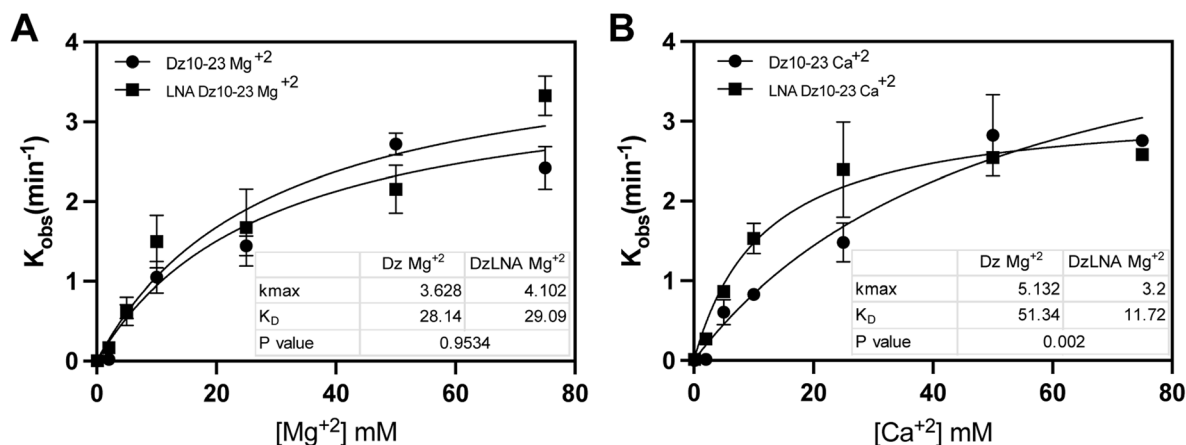 A
K_obs(min^-1)
4
3
2
1
0
Dz10-23 Mg^+2
LNA Dz10-23 Mg^+2
Dz Mg^+2 DzLNA Mg^+2
kmax 3.628 4.102
K_D 28.14 29.09
P value 0.9534
0 20 40 60 80
[Mg^+2] mM
B
K_obs(min^-1)
4
3
2
1
0
Dz10-23 Ca^+2
LNA Dz10-23 Ca^+2
Dz Mg^+2 DzLNA Mg^+2
kmax 5.132 3.2
K_D 51.34 11.72
P value 0.002
0 20 40 60 80
[Ca^+2] mM